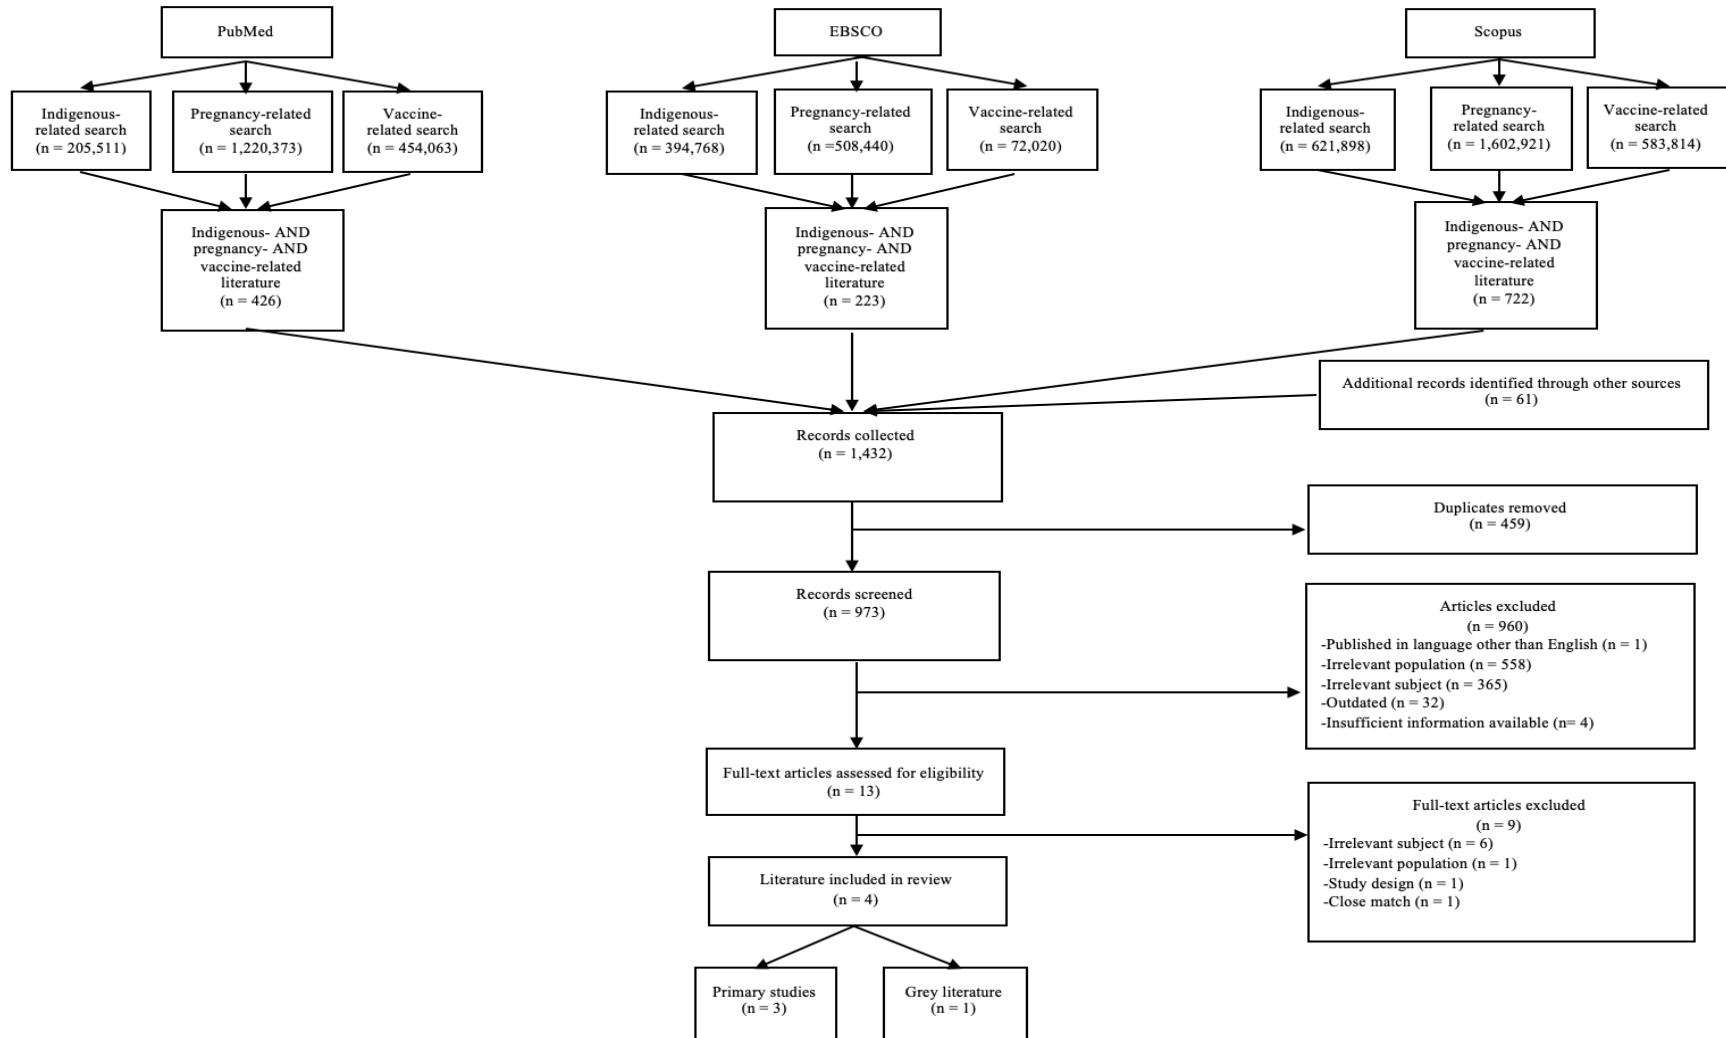 PubMed
EBSCO
Scopus
Indigenous-
related search
(n = 205,511)
Pregnancy-related
search
(n = 1,220,373)
Vaccine-
related search
(n = 454,063)
Indigenous-
related search
(n = 394,768)
Pregnancy-related
search
(n =508,440)
Vaccine-related
search
(n = 72,020)
Indigenous-
related search
(n = 621,898)
Pregnancy-
related search
(n = 1,602,921)
Vaccine-related
search
(n = 583,814)
Indigenous- AND
pregnancy- AND
vaccine-related
literature
(n = 426)
Indigenous- AND
pregnancy- AND
vaccine-related
literature
(n = 223)
Indigenous- AND
pregnancy- AND
vaccine-related
literature
(n = 722)
Additional records identified through other sources
(n = 61)
Records collected
(n = 1,432)
Duplicates removed
(n = 459)
Records screened
(n = 973)
Articles excluded
(n = 960)
-Published in language other than English (n = 1)
-Irrelevant population (n = 558)
-Irrelevant subject (n = 365)
-Outdated (n = 32)
-Insufficient information available (n= 4)
Full-text articles assessed for eligibility
(n = 13)
Full-text articles excluded
(n = 9)
-Irrelevant subject (n = 6)
-Irrelevant population (n = 1)
-Study design (n = 1)
-Close match (n = 1)
Literature included in review
(n = 4)
Primary studies
(n = 3)
Grey literature
(n = 1)